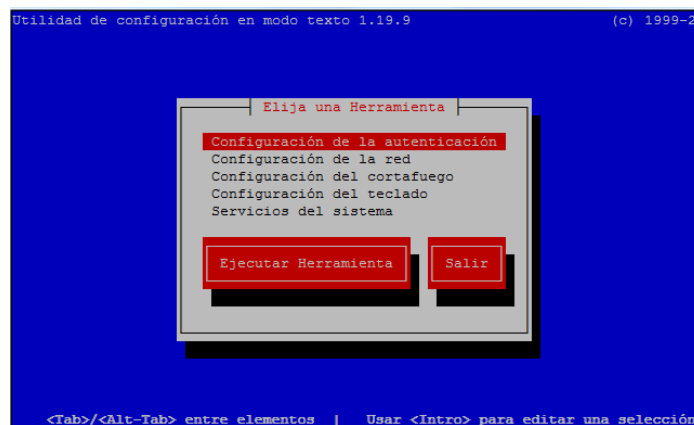 Utilidad de configuración en modo texto 1.19.9 (c) 1999-2
Elija una Herramienta
Configuración de la autenticación
Configuración de la red
Configuración del cortafuego
Configuración del teclado
Servicios del sistema
Ejecutar Herramienta Salir
<Tab>/<Alt-Tab> entre elementos | Usar <Intro> para editar una selección